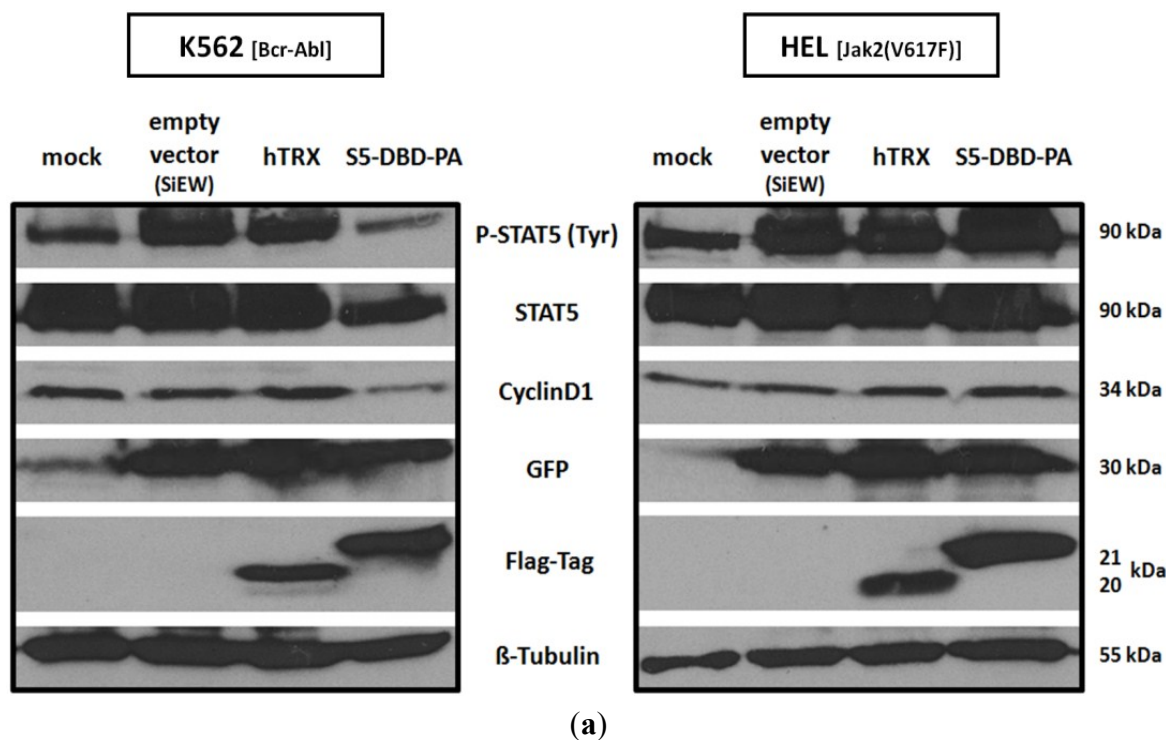 K562 [Bcr-Abl]
HEL [Jak2(V617F)]
mock
empty
vector
(SiEW)
hTRX
S5-DBD-PA
mock
empty
vector
(SiEW)
hTRX
S5-DBD-PA
P-STAT5 (Tyr)
90 kDa
STAT5
90 kDa
CyclinD1
34 kDa
GFP
30 kDa
Flag-Tag
21
20
kDa
ß-Tubulin
55 kDa
(a)